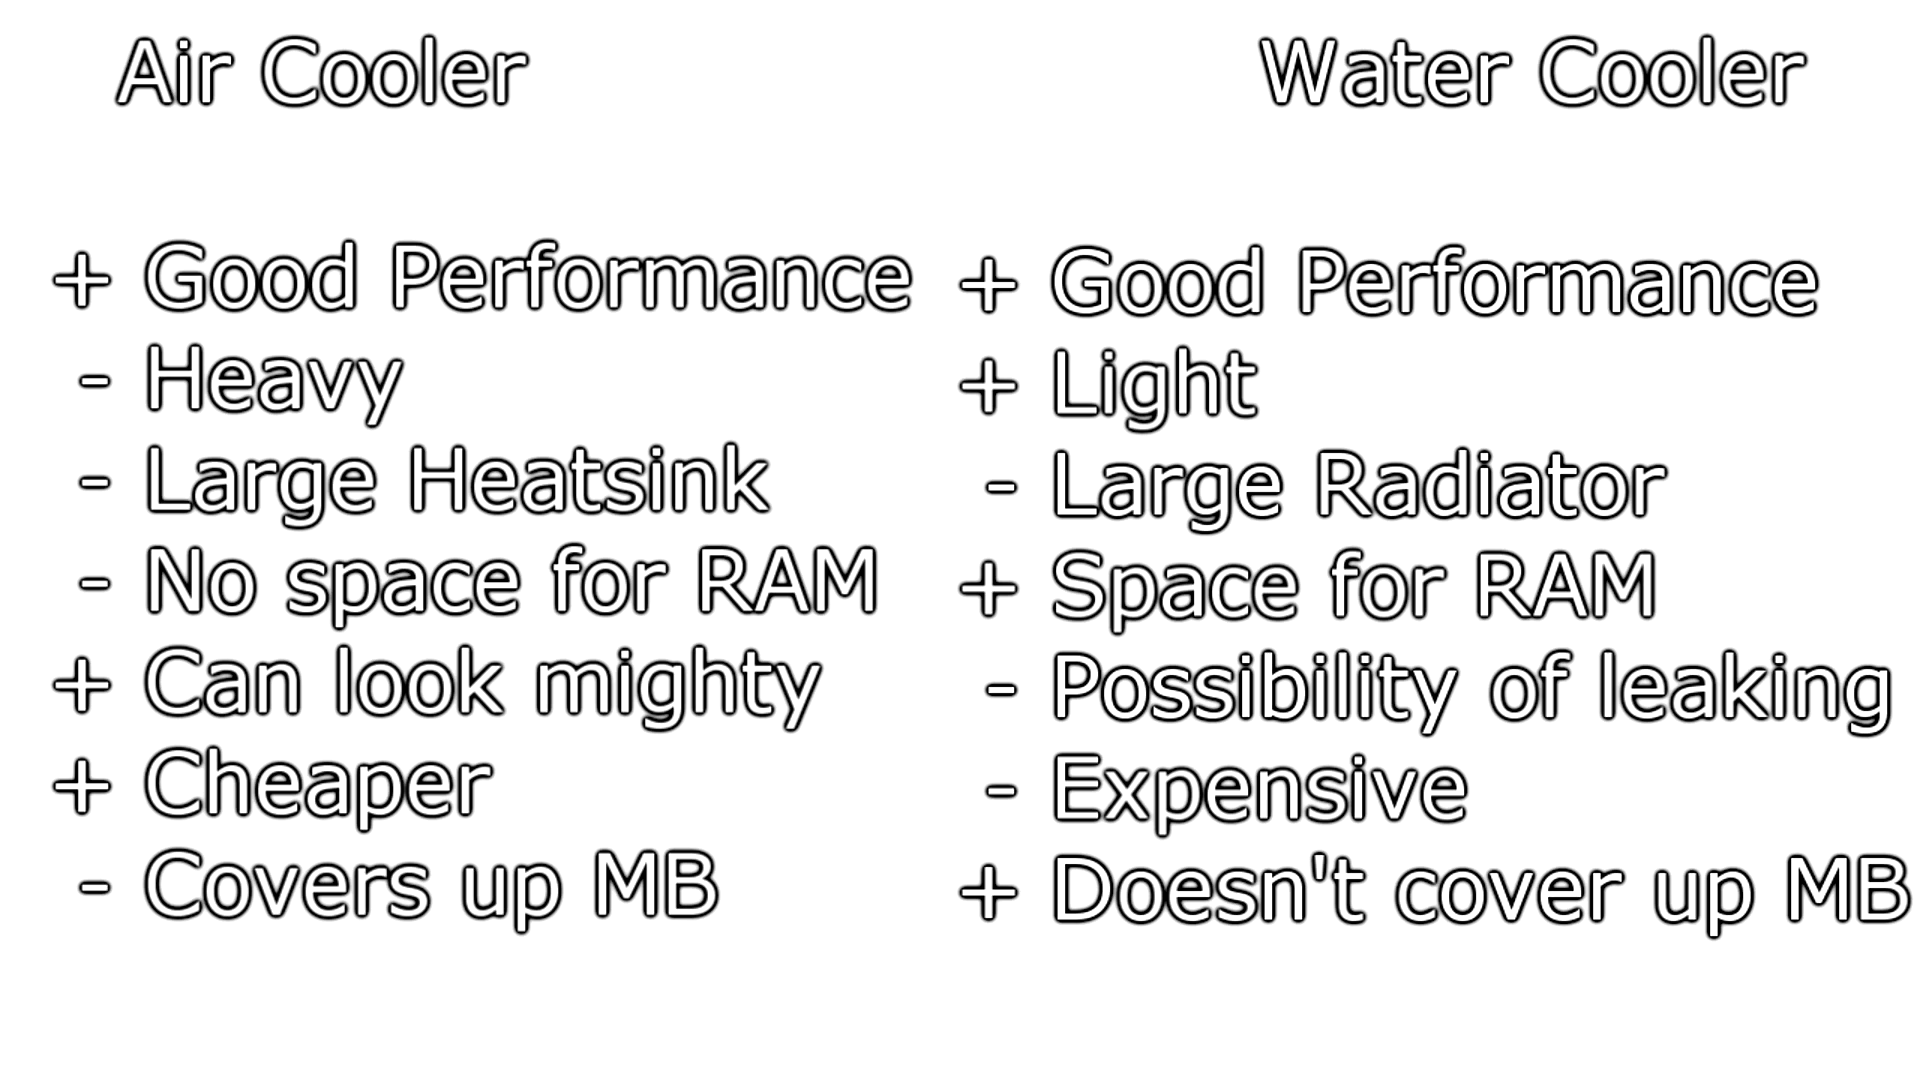 Air Cooler
+ Good Performance
- Heavy
- Large Heatsink
- No space for RAM
+ Can look mighty
+ Cheaper
- Covers up MB
Water Cooler
+ Good Performance
+ Light
- Large Radiator
+ Space for RAM
- Possibility of leaking
- Expensive
+ Doesn't cover up MB